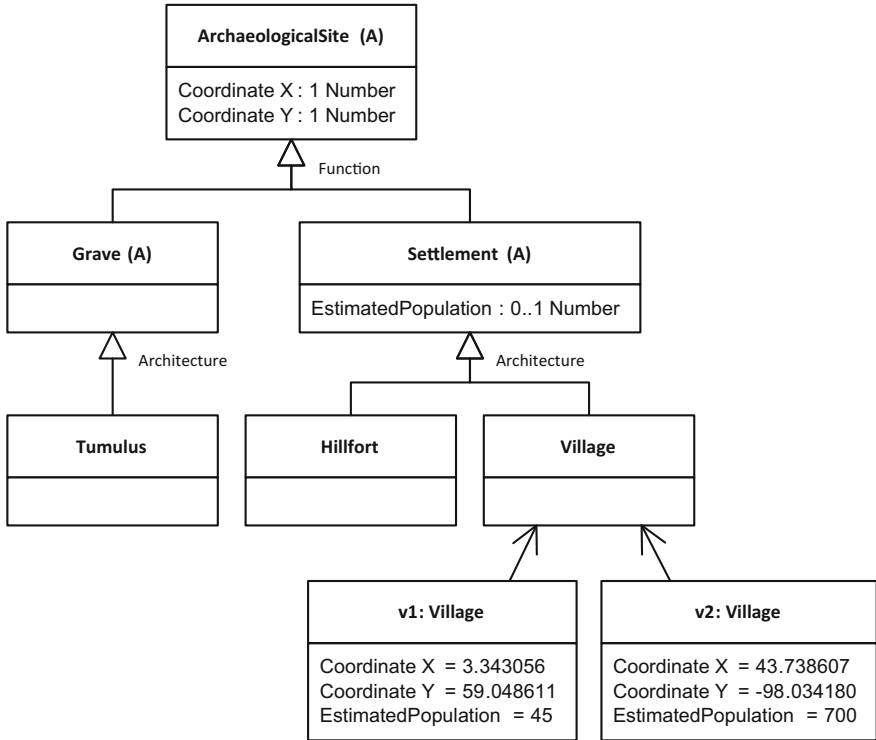 ArchaeologicalSite (A)
Coordinate X : 1 Number
Coordinate Y : 1 Number
Function
Grave (A)
Settlement (A)
EstimatedPopulation : 0..1 Number
Architecture
Architecture
Tumulus
Hillfort
Village
v1: Village
Coordinate X = 3.343056
Coordinate Y = 59.048611
EstimatedPopulation = 45
v2: Village
Coordinate X = 43.738607
Coordinate Y = -98.034180
EstimatedPopulation = 700